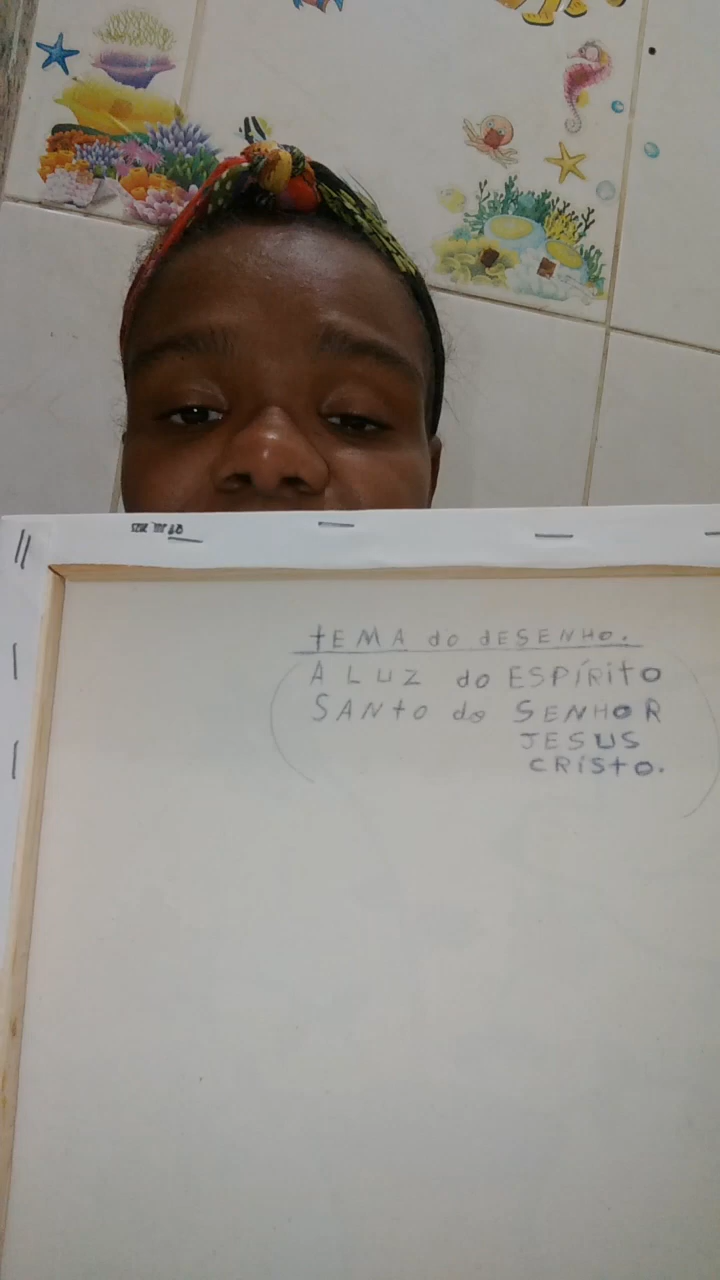 tEMA do dESENHo.
A LUZ do ESPÍRito
SANto do SENHOR
JESUS
CRISto.